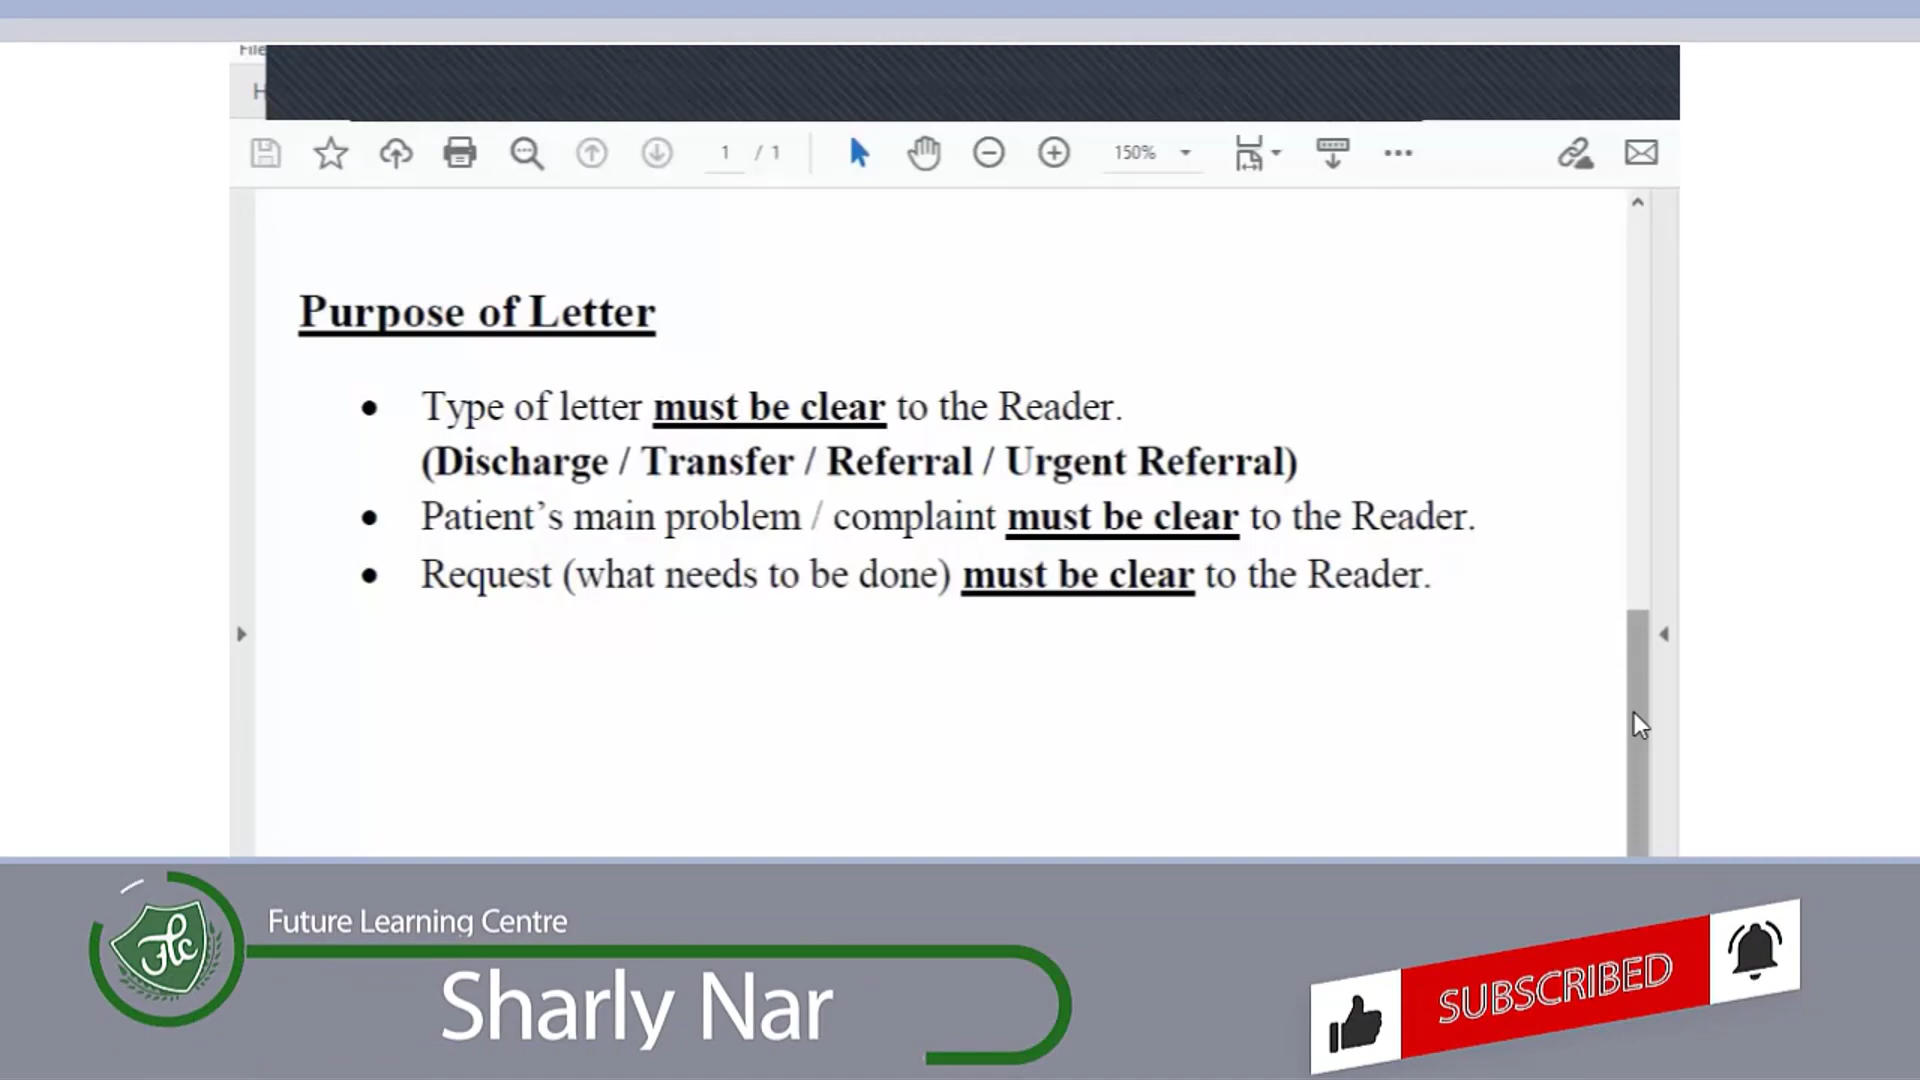 File
H
1 / 1
150%
Purpose of Letter
Type of letter must be clear to the Reader.
(Discharge / Transfer / Referral / Urgent Referral)
Patient’s main problem / complaint must be clear to the Reader.
Request (what needs to be done) must be clear to the Reader.
Flc
Future Learning Centre
Sharly Nar
SUBSCRIBED